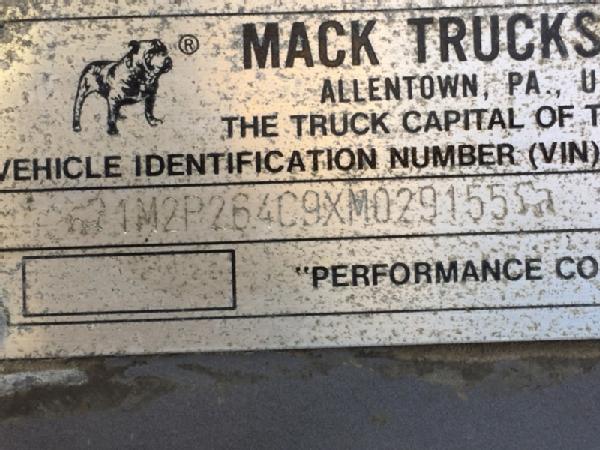 ®
MACK TRUCKS
ALLENTOWN, PA., U
THE TRUCK CAPITAL OF T
VEHICLE IDENTIFICATION NUMBER (VIN)
1M2P264C9XM029155
"PERFORMANCE CO